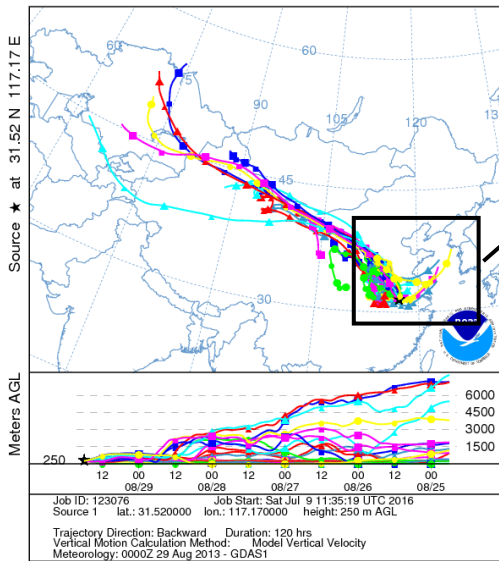 Source ★ at 31.52 N 117.17 E
60
60
75
90
105
120
45
30
noaa
Meters AGL
6000
4500
3000
1500
250
12 00 12 00 12 00 12 00 12 00
08/29 08/28 08/27 08/26 08/25
Job ID: 123076 Job Start: Sat Jul 9 11:35:19 UTC 2016
Source 1 lat.: 31.520000 lon.: 117.170000 height: 250 m AGL
Trajectory Direction: Backward Duration: 120 hrs
Vertical Motion Calculation Method: Model Vertical Velocity
Meteorology: 0000Z 29 Aug 2013 - GDAS1